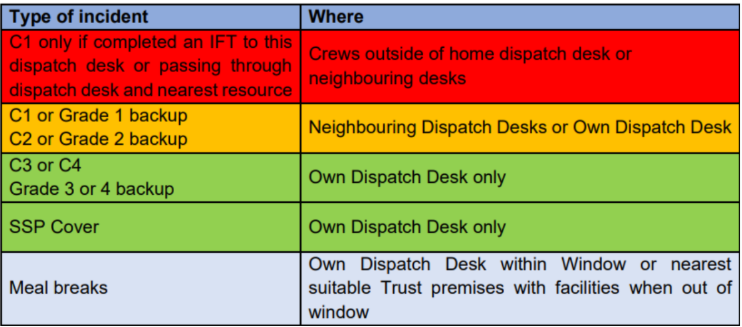 Type of incident
Where
C1 only if completed an IFT to this
dispatch desk or passing through
dispatch desk and nearest resource
Crews outside of home dispatch desk or
neighbouring desks
C1 or Grade 1 backup
C2 or Grade 2 backup
Neighbouring Dispatch Desks or Own Dispatch Desk
C3 or C4
Grade 3 or 4 backup
Own Dispatch Desk only
SSP Cover
Own Dispatch Desk only
Meal breaks
Own Dispatch Desk within Window or nearest
suitable Trust premises with facilities when out of
window